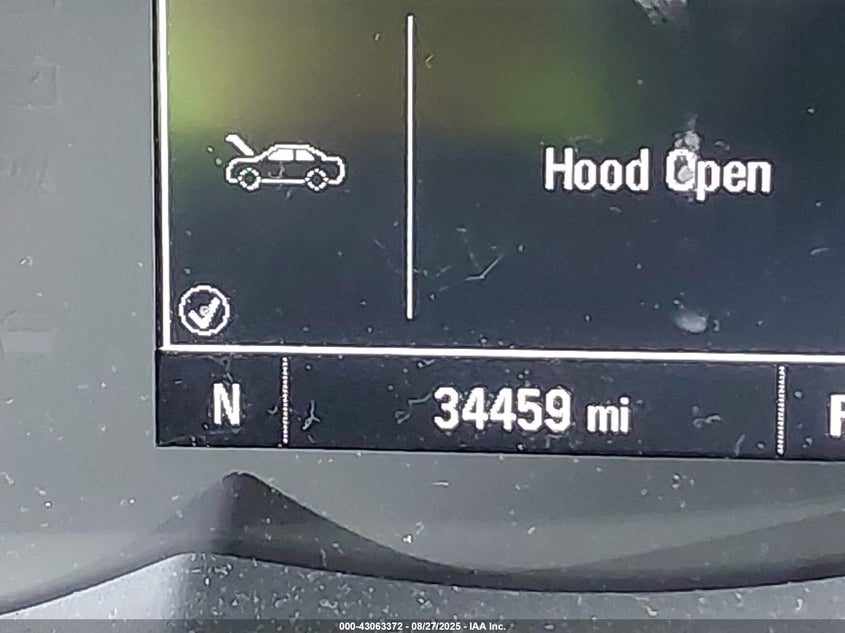 Hood Open
N 34459 mi
000-43063372 - 08/27/2025 - IAA Inc.